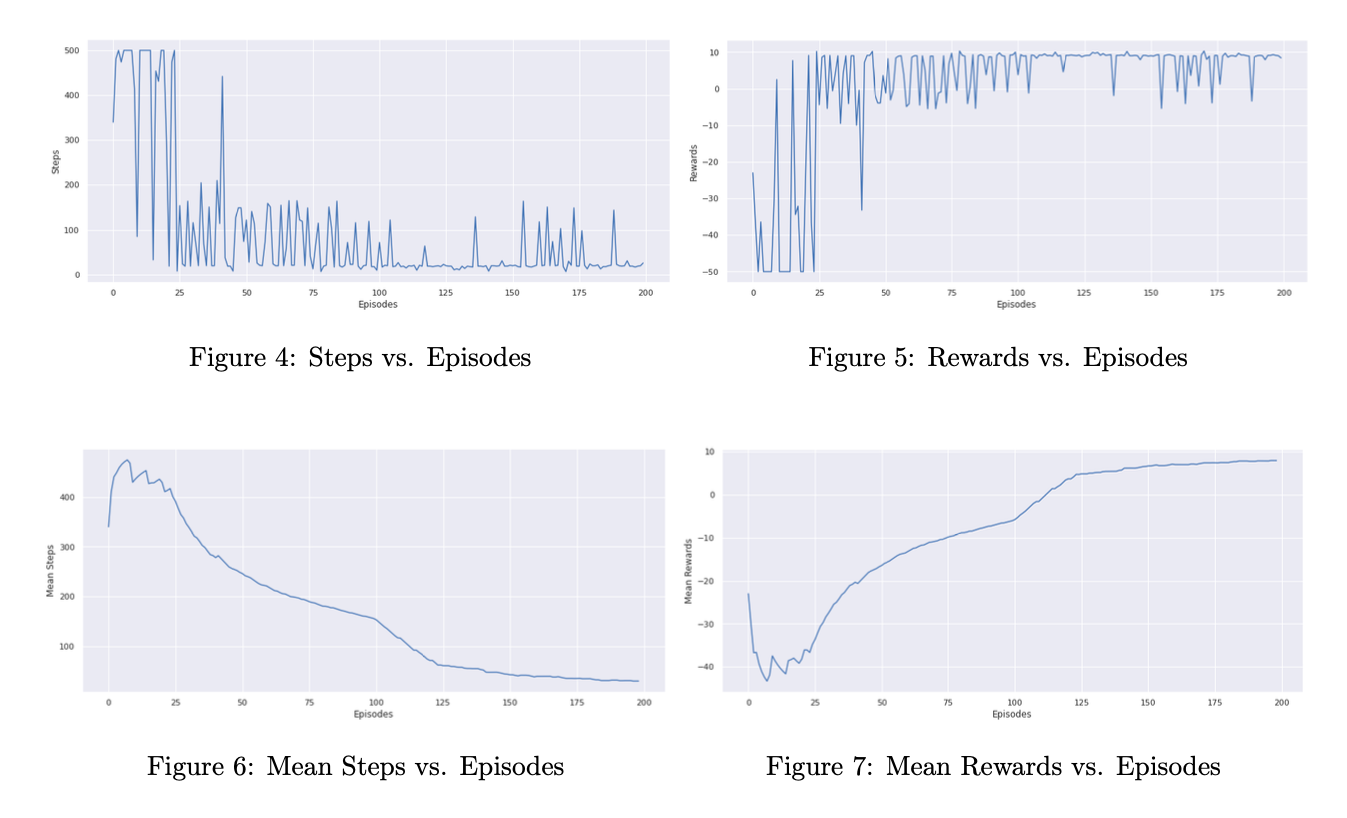 500
400
300
200
100
0
Steps
0 25 50 75 100 125 150 175 200
Episodes
Figure 4: Steps vs. Episodes
10
0
−10
−20
−30
−40
−50
Rewards
0 25 50 75 100 125 150 175 200
Episodes
Figure 5: Rewards vs. Episodes
400
300
200
100
Mean Steps
0 25 50 75 100 125 150 175 200
Episodes
Figure 6: Mean Steps vs. Episodes
10
0
−10
−20
−30
−40
Mean Rewards
0 25 50 75 100 125 150 175 200
Episodes
Figure 7: Mean Rewards vs. Episodes